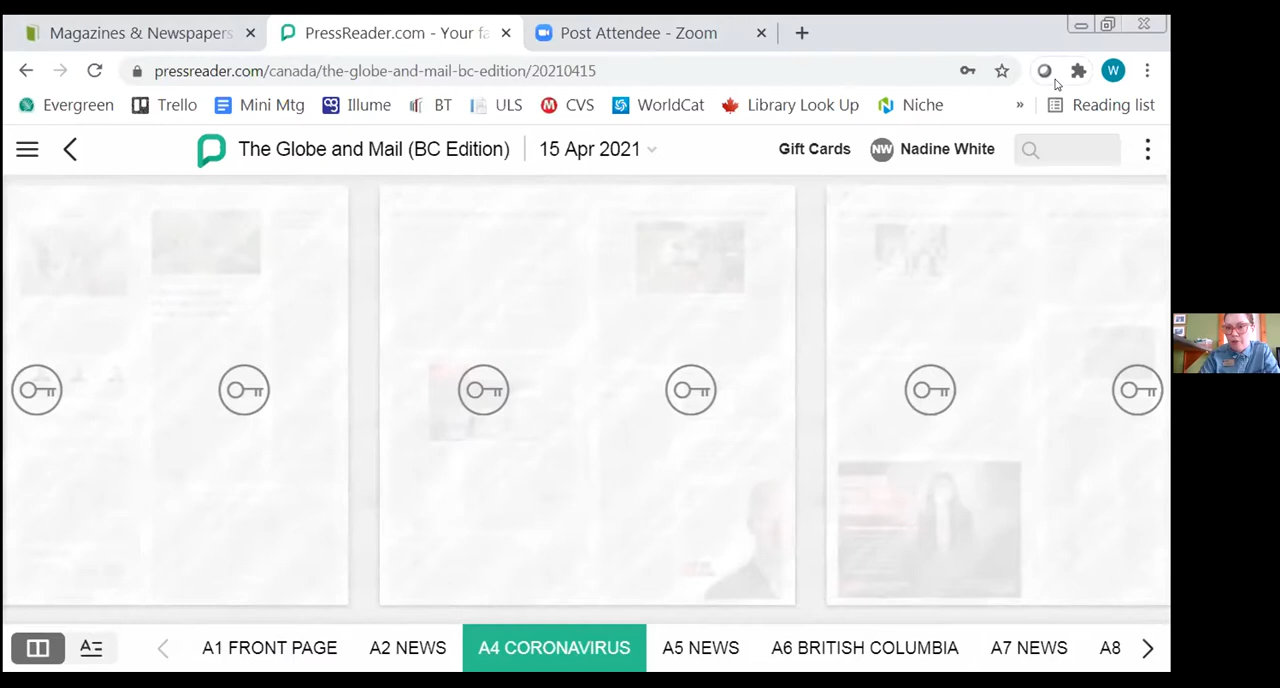 Magazines & Newspapers
PressReader.com - Your fa
Post Attendee - Zoom
pressreader.com/canada/the-globe-and-mail-bc-edition/20210415
W
Evergreen
Trello
Mini Mtg
Illume
BT
ULS
CVS
WorldCat
Library Look Up
Niche
»
Reading list
The Globe and Mail (BC Edition)
15 Apr 2021
Gift Cards
NW
Nadine White
A1 FRONT PAGE
A2 NEWS
A4 CORONAVIRUS
A5 NEWS
A6 BRITISH COLUMBIA
A7 NEWS
A8